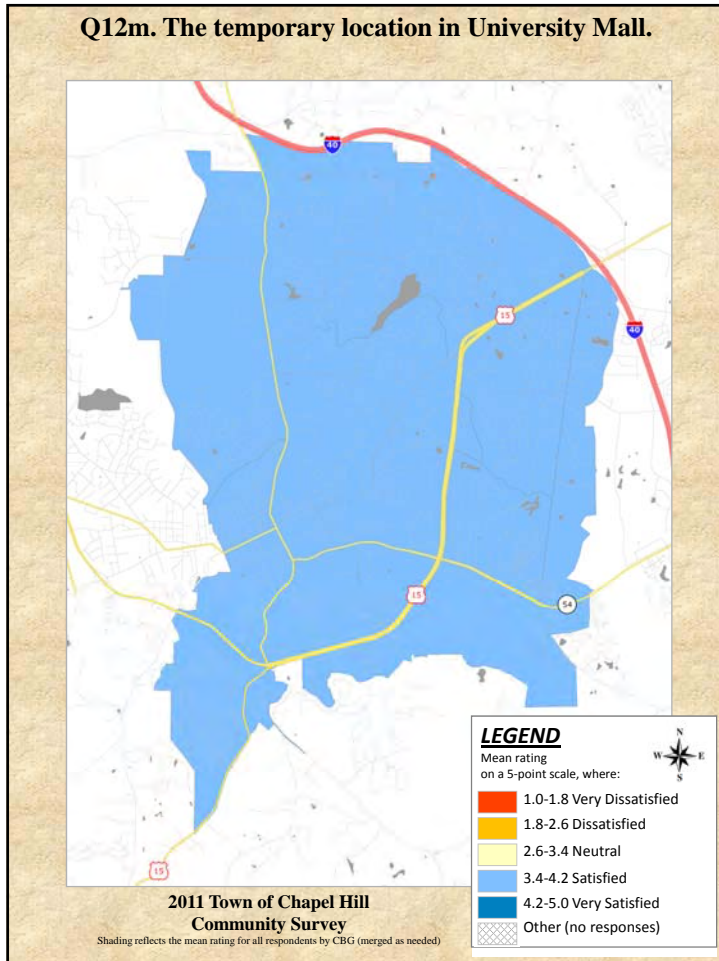 Q12m. The temporary location in University Mall.
40
15
40
15
54
15
LEGEND
Mean rating
on a 5-point scale, where:
N
W E
S
1.0-1.8 Very Dissatisfied
1.8-2.6 Dissatisfied
2.6-3.4 Neutral
3.4-4.2 Satisfied
4.2-5.0 Very Satisfied
Other (no responses)
2011 Town of Chapel Hill
Community Survey
Shading reflects the mean rating for all respondents by CBG (merged as needed)